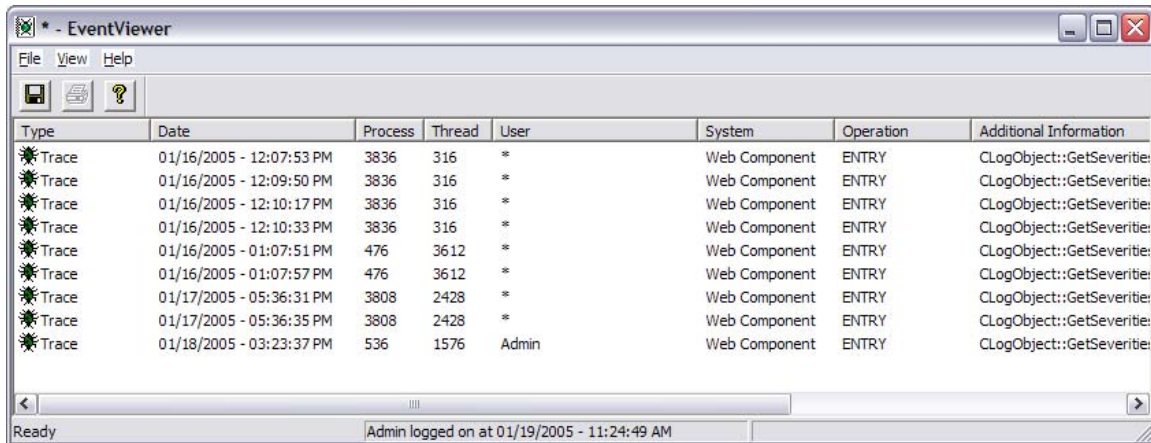 * - EventViewer
File View Help
Type Date Process Thread User System Operation Additional Information
Trace 01/16/2005 - 12:07:53 PM 3836 316 * Web Component ENTRY CLogObject::GetSeverities
Trace 01/16/2005 - 12:09:50 PM 3836 316 * Web Component ENTRY CLogObject::GetSeverities
Trace 01/16/2005 - 12:10:17 PM 3836 316 * Web Component ENTRY CLogObject::GetSeverities
Trace 01/16/2005 - 12:10:33 PM 3836 316 * Web Component ENTRY CLogObject::GetSeverities
Trace 01/16/2005 - 01:07:51 PM 476 3612 * Web Component ENTRY CLogObject::GetSeverities
Trace 01/16/2005 - 01:07:57 PM 476 3612 * Web Component ENTRY CLogObject::GetSeverities
Trace 01/17/2005 - 05:36:31 PM 3808 2428 * Web Component ENTRY CLogObject::GetSeverities
Trace 01/17/2005 - 05:36:35 PM 3808 2428 * Web Component ENTRY CLogObject::GetSeverities
Trace 01/18/2005 - 03:23:37 PM 536 1576 Admin Web Component ENTRY CLogObject::GetSeverities
Ready Admin logged on at 01/19/2005 - 11:24:49 AM